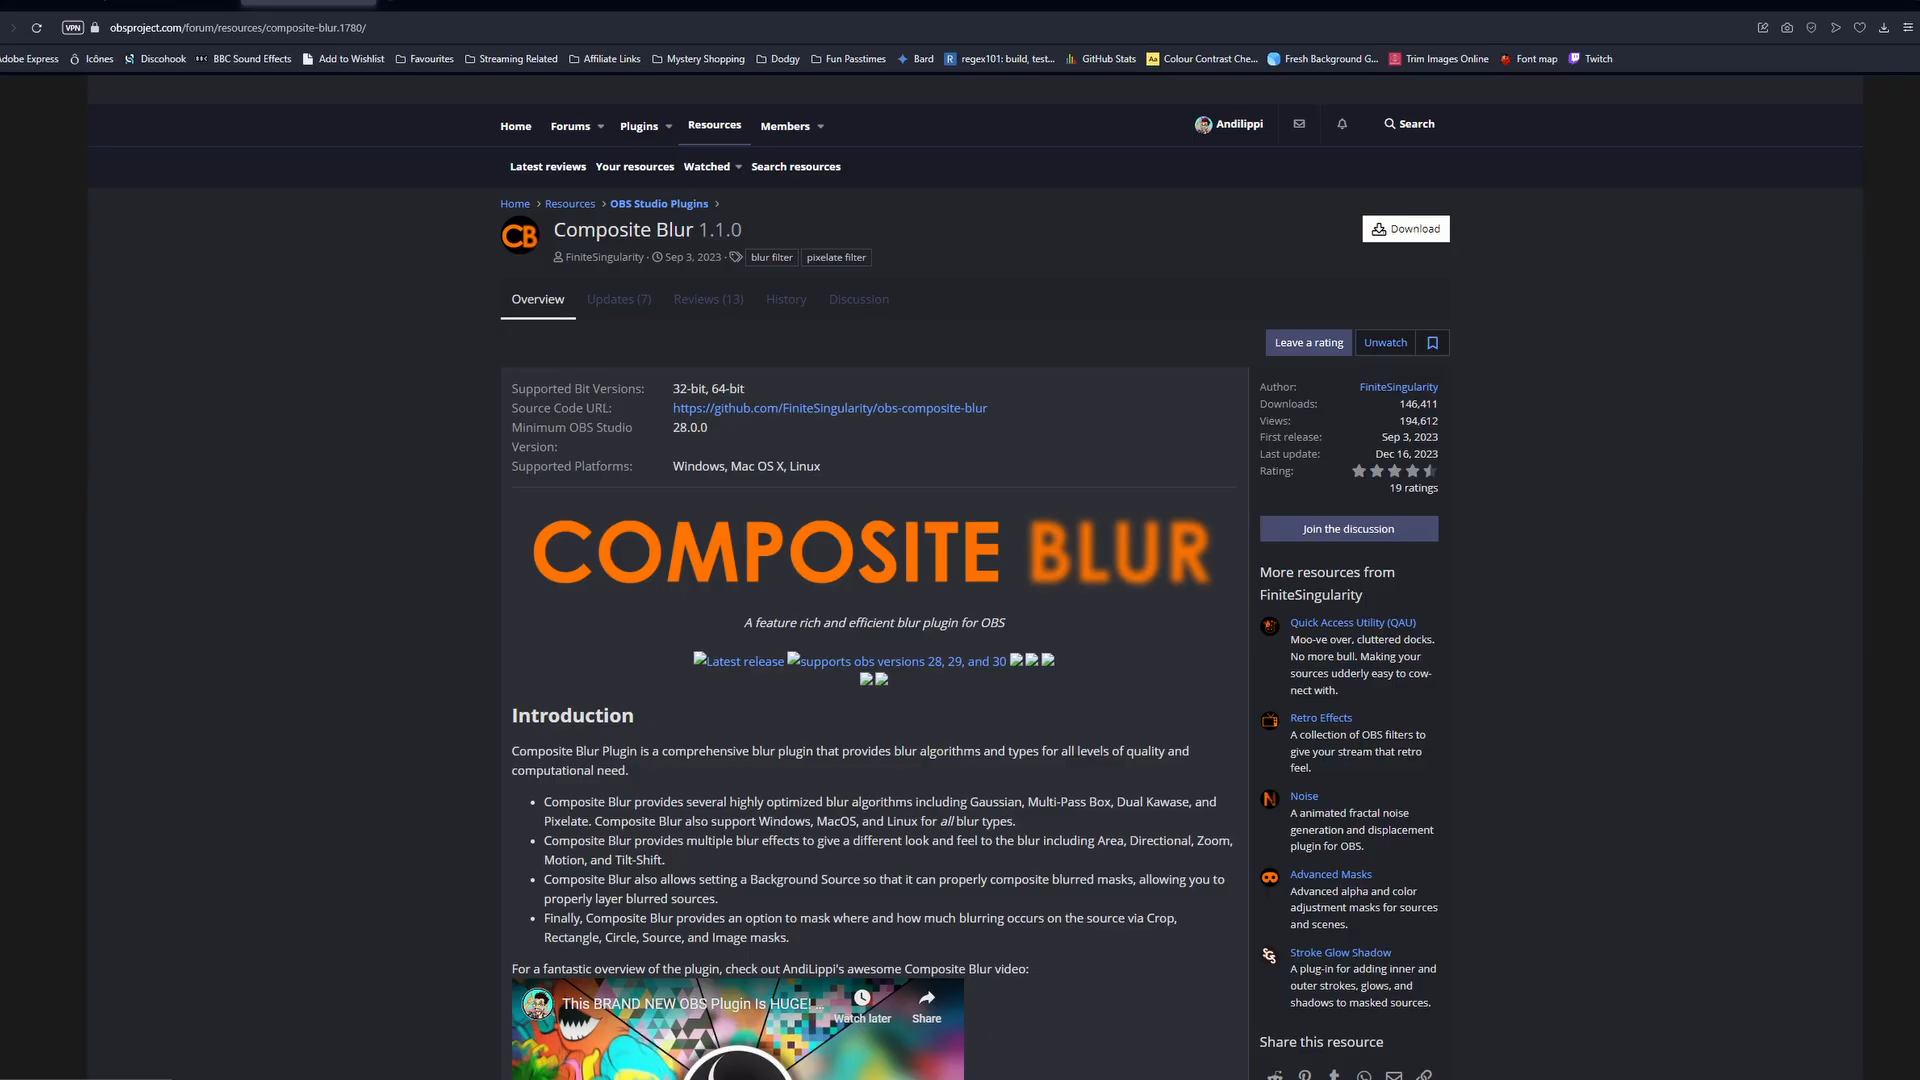 VPN obsproject.com/forum/resources/composite-blur.1780/
dobe Express Icônes Discohook BBC BBC Sound Effects Add to Wishlist Favourites Streaming Related Affiliate Links Mystery Shopping Dodgy Fun Passtimes Bard R regex101: build, test... GitHub Stats Aa Colour Contrast Che... Fresh Background G... Trim Images Online Font map Twitch
Home Forums Plugins Resources Members Andilippi Search
Latest reviews Your resources Watched Search resources
Home > Resources > OBS Studio Plugins >
CB Composite Blur 1.1.0 Download
FiniteSingularity · Sep 3, 2023 · blur filter pixelate filter
Overview Updates (7) Reviews (13) History Discussion
Leave a rating Unwatch
Supported Bit Versions: 32-bit, 64-bit
Source Code URL: https://github.com/FiniteSingularity/obs-composite-blur
Minimum OBS Studio 28.0.0
Version:
Supported Platforms: Windows, Mac OS X, Linux
COMPOSITE BLUR
A feature rich and efficient blur plugin for OBS
Latest release supports obs versions 28, 29, and 30
Introduction
Composite Blur Plugin is a comprehensive blur plugin that provides blur algorithms and types for all levels of quality and
computational need.
• Composite Blur provides several highly optimized blur algorithms including Gaussian, Multi-Pass Box, Dual Kawase, and
Pixelate. Composite Blur also support Windows, MacOS, and Linux for all blur types.
• Composite Blur provides multiple blur effects to give a different look and feel to the blur including Area, Directional, Zoom,
Motion, and Tilt-Shift.
• Composite Blur also allows setting a Background Source so that it can properly composite blurred masks, allowing you to
properly layer blurred sources.
• Finally, Composite Blur provides an option to mask where and how much blurring occurs on the source via Crop,
Rectangle, Circle, Source, and Image masks.
For a fantastic overview of the plugin, check out AndiLippi's awesome Composite Blur video:
This BRAND NEW OBS Plugin Is HUGE! ...
Watch later Share
Author: FiniteSingularity
Downloads: 146,411
Views: 194,612
First release: Sep 3, 2023
Last update: Dec 16, 2023
Rating:
19 ratings
Join the discussion
More resources from
FiniteSingularity
Quick Access Utility (QAU)
Moo-ve over, cluttered docks.
No more bull. Making your
sources udderly easy to cow-
nect with.
Retro Effects
A collection of OBS filters to
give your stream that retro
feel.
N Noise
A animated fractal noise
generation and displacement
plugin for OBS.
Advanced Masks
Advanced alpha and color
adjustment masks for sources
and scenes.
Stroke Glow Shadow
A plug-in for adding inner and
outer strokes, glows, and
shadows to masked sources.
Share this resource